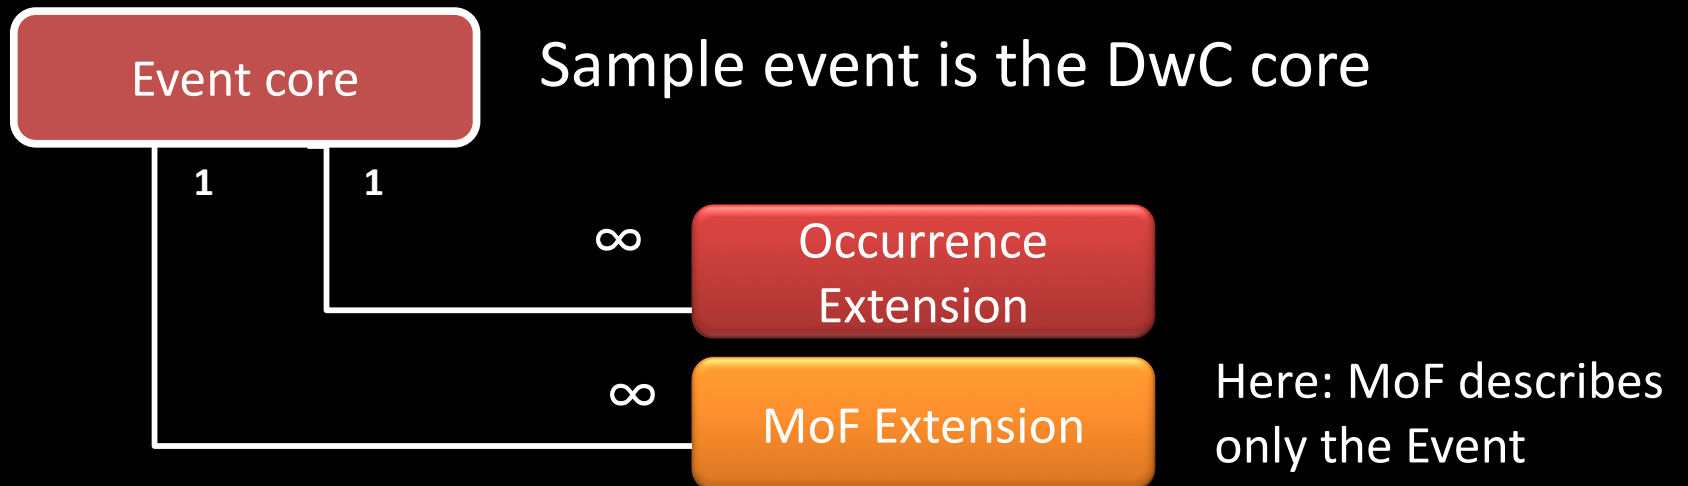 Event core
Sample event is the DwC core
1
1
∞
Occurrence
Extension
∞
MoF Extension
Here: MoF describes
only the Event